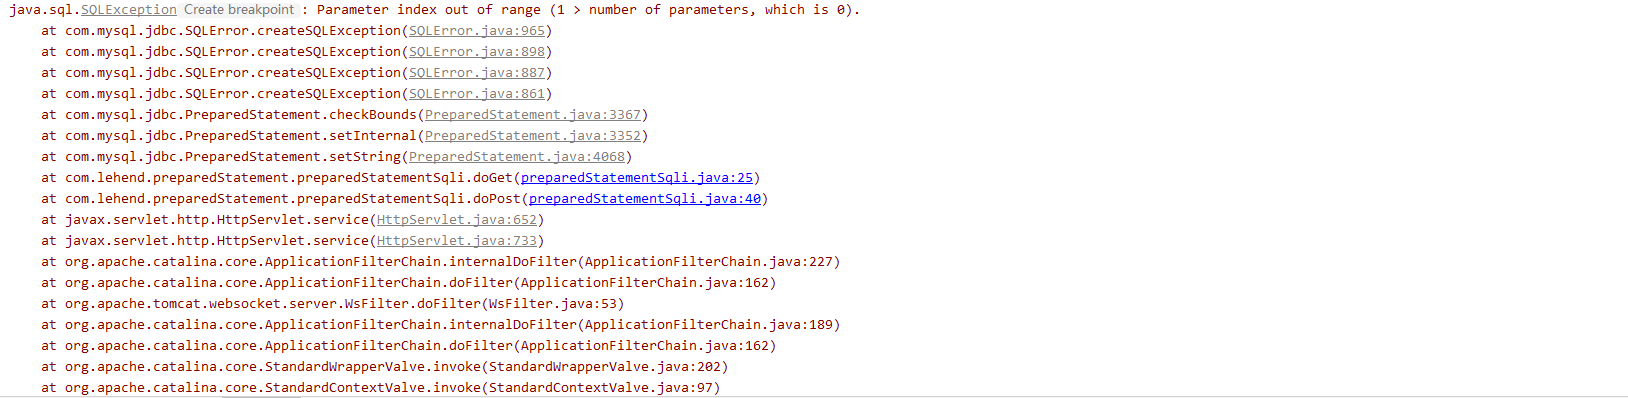 java.sql.SQLException Create breakpoint : Parameter index out of range (1 > number of parameters, which is 0).
at com.mysql.jdbc.SQLError.createSQLException(SQLError.java:965)
at com.mysql.jdbc.SQLError.createSQLException(SQLError.java:898)
at com.mysql.jdbc.SQLError.createSQLException(SQLError.java:887)
at com.mysql.jdbc.SQLError.createSQLException(SQLError.java:861)
at com.mysql.jdbc.PreparedStatement.checkBounds(PreparedStatement.java:3367)
at com.mysql.jdbc.PreparedStatement.setInternal(PreparedStatement.java:3352)
at com.mysql.jdbc.PreparedStatement.setString(PreparedStatement.java:4068)
at com.lehend.preparedStatement.preparedStatementSqli.doGet(preparedStatementSqli.java:25)
at com.lehend.preparedStatement.preparedStatementSqli.doPost(preparedStatementSqli.java:40)
at javax.servlet.http.HttpServlet.service(HttpServlet.java:652)
at javax.servlet.http.HttpServlet.service(HttpServlet.java:733)
at org.apache.catalina.core.ApplicationFilterChain.internalDoFilter(ApplicationFilterChain.java:227)
at org.apache.catalina.core.ApplicationFilterChain.doFilter(ApplicationFilterChain.java:162)
at org.apache.tomcat.websocket.server.WsFilter.doFilter(WsFilter.java:53)
at org.apache.catalina.core.ApplicationFilterChain.internalDoFilter(ApplicationFilterChain.java:189)
at org.apache.catalina.core.ApplicationFilterChain.doFilter(ApplicationFilterChain.java:162)
at org.apache.catalina.core.StandardWrapperValve.invoke(StandardWrapperValve.java:202)
at org.apache.catalina.core.StandardContextValve.invoke(StandardContextValve.java:97)